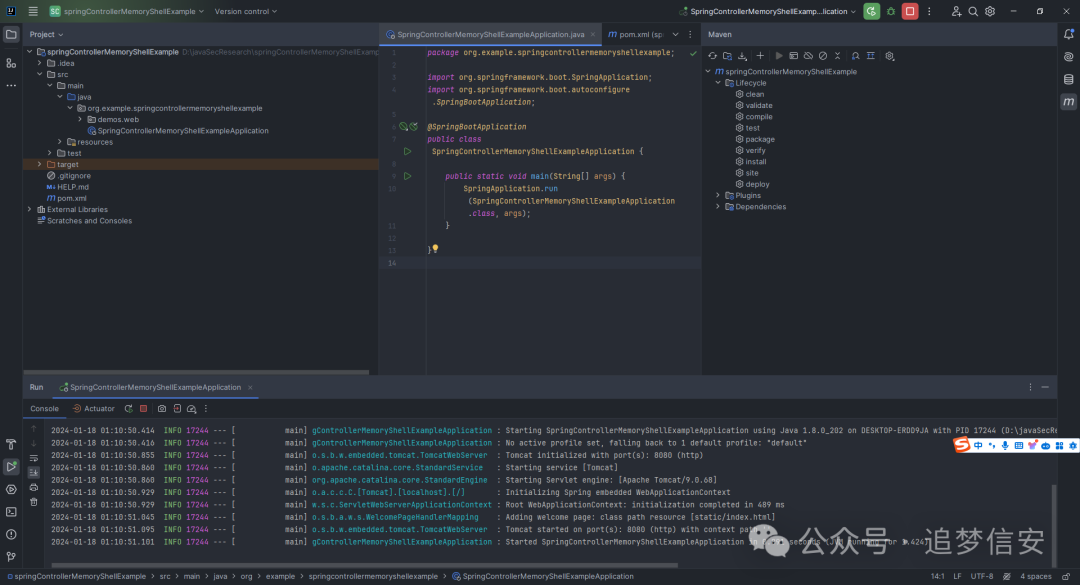 SC springControllerMemoryShellExample Version control SpringControllerMemoryShellExamp...lication
Project
springControllerMemoryShellExample D:\javaSecResearch\springControllerMemoryShellExamp
.idea
src
main
java
org.example.springcontrollermemoryshellexample
demos.web
SpringControllerMemoryShellExampleApplication
resources
test
target
.gitignore
HELP.md
pom.xml
External Libraries
Scratches and Consoles
SpringControllerMemoryShellExampleApplication.java pom.xml (sp
1 package org.example.springcontrollermemoryshellexample;
2
3 import org.springframework.boot.SpringApplication;
4 import org.springframework.boot.autoconfigure
.SpringBootApplication;
5
6 @SpringBootApplication
7 public class
SpringControllerMemoryShellExampleApplication {
8
9 public static void main(String[] args) {
10 SpringApplication.run
(SpringControllerMemoryShellExampleApplication
.class, args);
11 }
12
13 }
14
Maven
springControllerMemoryShellExample
Lifecycle
clean
validate
compile
test
package
verify
install
site
deploy
Plugins
Dependencies
Run SpringControllerMemoryShellExampleApplication
Console Actuator
2024-01-18 01:10:50.414 INFO 17244 --- [ main] gControllerMemoryShellExampleApplication : Starting SpringControllerMemoryShellExampleApplication using Java 1.8.0_202 on DESKTOP-ERDD9JA with PID 17244 (D:\javaSecRe
2024-01-18 01:10:50.416 INFO 17244 --- [ main] gControllerMemoryShellExampleApplication : No active profile set, falling back to 1 default profile: "default"
2024-01-18 01:10:50.855 INFO 17244 --- [ main] o.s.b.w.embedded.tomcat.TomcatWebServer : Tomcat initialized with port(s): 8080 (http)
2024-01-18 01:10:50.860 INFO 17244 --- [ main] o.apache.catalina.core.StandardService : Starting service [Tomcat]
2024-01-18 01:10:50.860 INFO 17244 --- [ main] org.apache.catalina.core.StandardEngine : Starting Servlet engine: [Apache Tomcat/9.0.68]
2024-01-18 01:10:50.929 INFO 17244 --- [ main] o.a.c.c.C.[Tomcat].[localhost].[/] : Initializing Spring embedded WebApplicationContext
2024-01-18 01:10:50.929 INFO 17244 --- [ main] w.s.c.ServletWebServerApplicationContext : Root WebApplicationContext: initialization completed in 489 ms
2024-01-18 01:10:51.045 INFO 17244 --- [ main] o.s.b.a.w.s.WelcomePageHandlerMapping : Adding welcome page: class path resource [static/index.html]
2024-01-18 01:10:51.095 INFO 17244 --- [ main] o.s.b.w.embedded.tomcat.TomcatWebServer : Tomcat started on port(s): 8080 (http) with context
2024-01-18 01:10:51.101 INFO 17244 --- [ main] gControllerMemoryShellExampleApplication : Started SpringControllerMemoryShellExampleApplication in seconds (JVM running for 1.424)
中
公众号 · 追梦信安
springControllerMemoryShellExample > src > main > java > org > example > springcontrollermemoryshellexample > SpringControllerMemoryShellExampleApplication 14:1 LF UTF-8 4 spaces